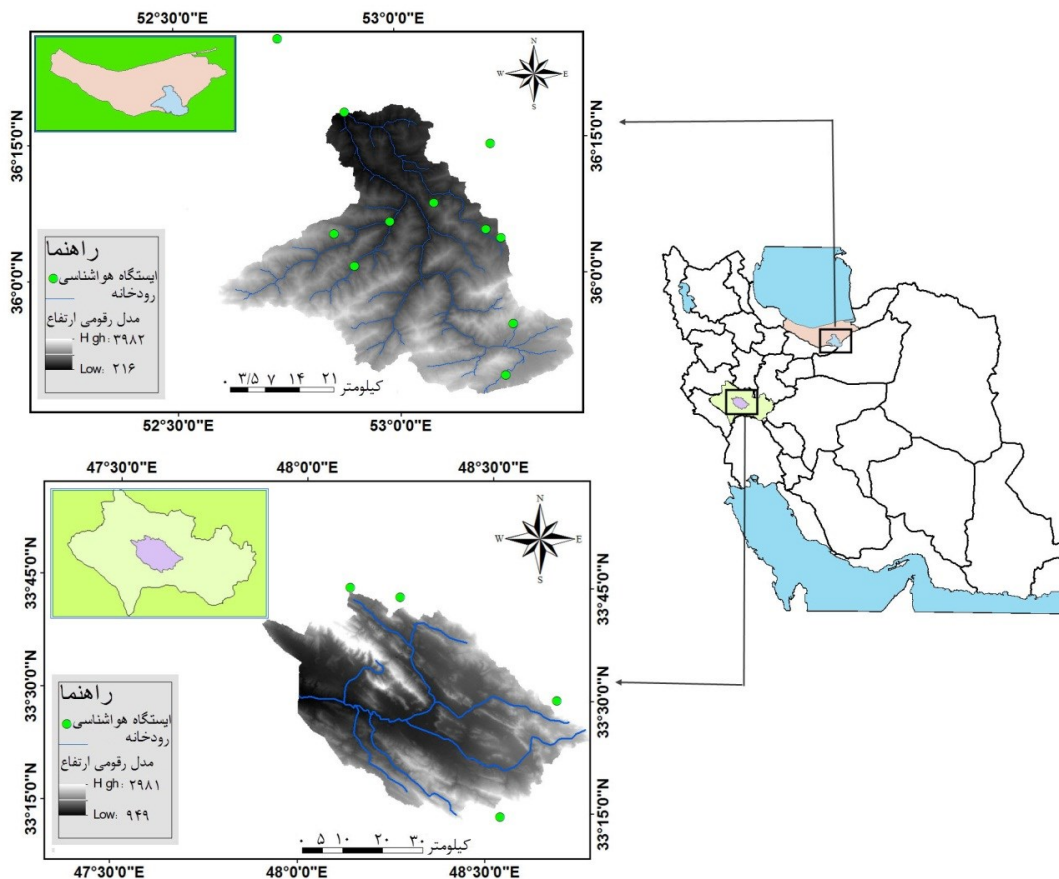 52°30'0"E 53°0'0"E
N
W E
S
36°15'0"N 36°15'0"N
36°0'0"N 36°0'0"N
راهنما
ایستگاه هواشناسی
رودخانه
مدل رقومی ارتفاع
High: ۳۹۸۲
Low: ۲۱۶
۰ ۳/۵ ۷ ۱۴ ۲۱ کیلومتر
52°30'0"E 53°0'0"E
47°30'0"E 48°0'0"E 48°30'0"E
N
W E
S
33°45'0"N 33°45'0"N
33°30'0"N 33°30'0"N
33°15'0"N 33°15'0"N
راهنما
ایستگاه هواشناسی
رودخانه
مدل رقومی ارتفاع
High: ۲۹۸۱
Low: ۹۴۹
۰ ۵ ۱۰ ۲۰ ۳۰ کیلومتر
47°30'0"E 48°0'0"E 48°30'0"E